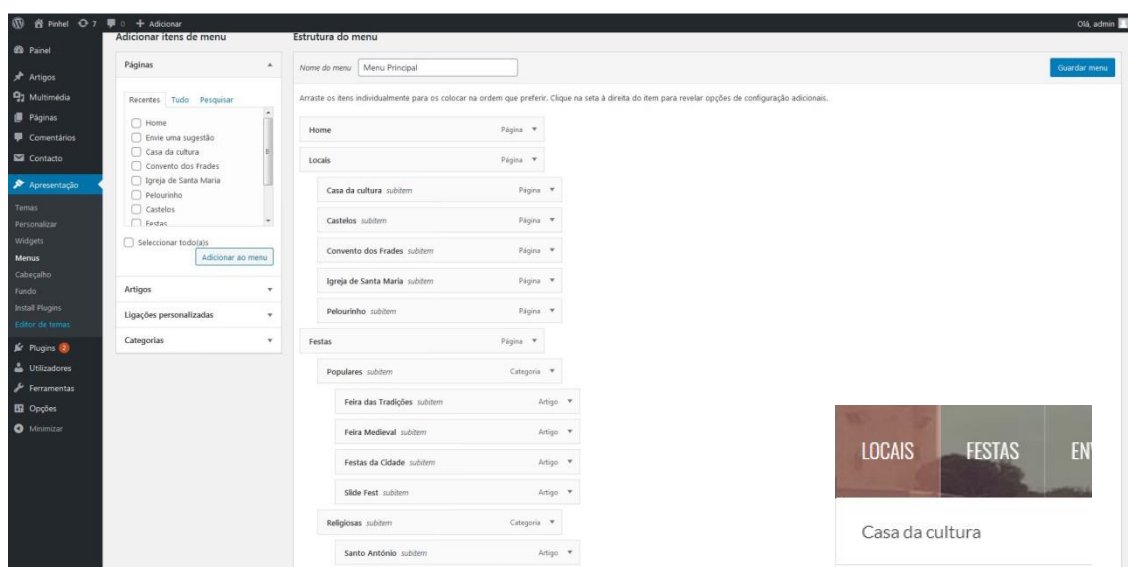 Pinhel 7 0 + Adicionar Olá, admin
Painel
Artigos
Multimédia
Páginas
Comentários
Contacto
Apresentação
Temas
Personalizar
Widgets
Menus
Cabeçalho
Fundo
Install Plugins
Editor de temas
Plugins 2
Utilizadores
Ferramentas
Opções
Minimizar
Adicionar itens de menu
Páginas
Recentes Tudo Pesquisar
Home
Envie uma sugestão
Casa da cultura
Convento dos Frades
Igreja de Santa Maria
Pelourinho
Castelos
Festas
Seleccionar todo(a)s
Adicionar ao menu
Artigos
Ligações personalizadas
Categorias
Estrutura do menu
Nome do menu Menu Principal Guardar menu
Arraste os itens individualmente para os colocar na ordem que preferir. Clique na seta à direita do item para revelar opções de configuração adicionais.
Home Página
Locais Página
Casa da cultura subitem Página
Castelos subitem Página
Convento dos Frades subitem Página
Igreja de Santa Maria subitem Página
Pelourinho subitem Página
Festas Página
Populares subitem Categoria
Feira das Tradições subitem Artigo
Feira Medieval subitem Artigo
Festas da Cidade subitem Artigo
Slide Fest subitem Artigo
Religiosas subitem Categoria
Santo António subitem Artigo
LOCAIS FESTAS EN
Casa da cultura